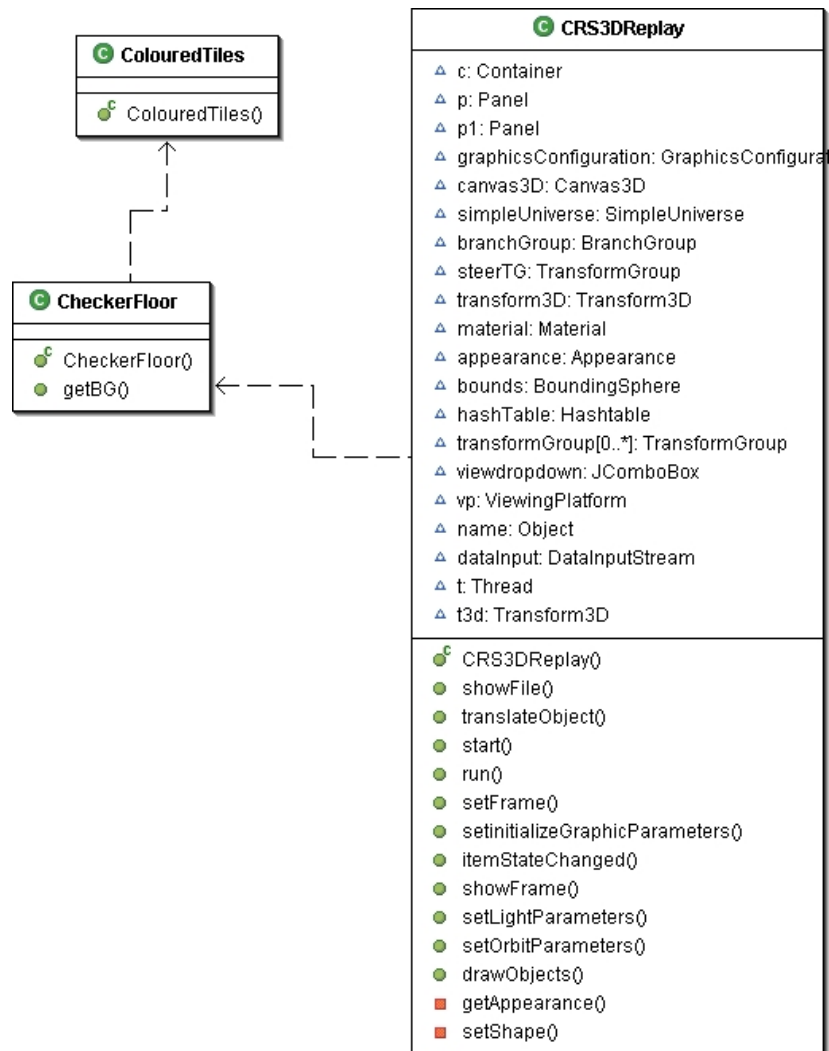 ColouredTiles
ColouredTiles()
CheckerFloor
CheckerFloor()
getBG()
CRS3DReplay
c: Container
p: Panel
p1: Panel
graphicsConfiguration: GraphicsConfigurat
canvas3D: Canvas3D
simpleUniverse: SimpleUniverse
branchGroup: BranchGroup
steerTG: TransformGroup
transform3D: Transform3D
material: Material
appearance: Appearance
bounds: BoundingSphere
hashTable: Hashtable
transformGroup[0..*]: TransformGroup
viewdropdown: JComboBox
vp: ViewingPlatform
name: Object
dataInput: DataInputStream
t: Thread
t3d: Transform3D
CRS3DReplay()
showFile()
translateObject()
start()
run()
setFrame()
setinitializeGraphicParameters()
itemStateChanged()
showFrame()
setLightParameters()
setOrbitParameters()
drawObjects()
getAppearance()
setShape()